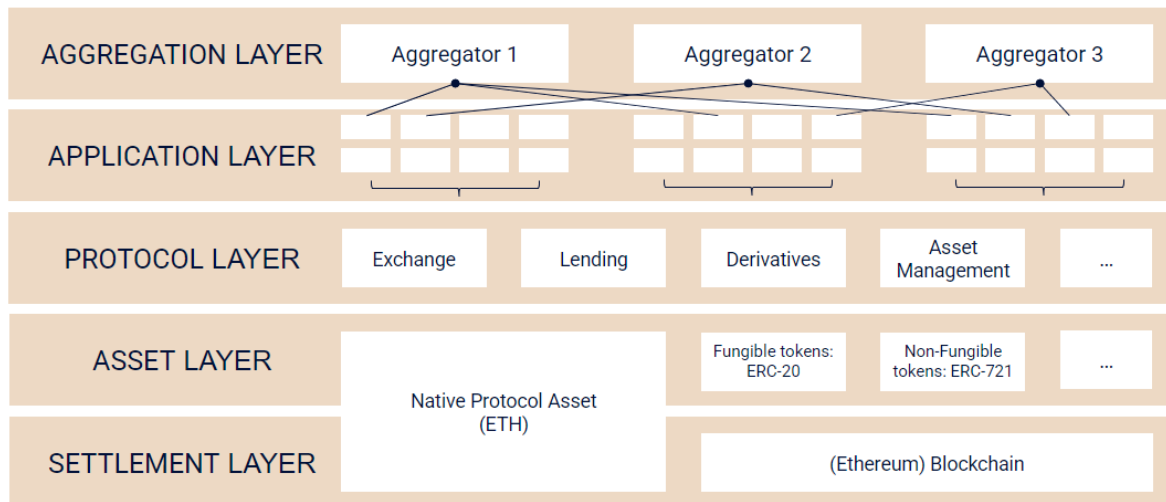 AGGREGATION LAYER
Aggregator 1
Aggregator 2
Aggregator 3
APPLICATION LAYER
PROTOCOL LAYER
Exchange
Lending
Derivatives
Asset
Management
...
ASSET LAYER
Native Protocol Asset
(ETH)
Fungible tokens:
ERC-20
Non-Fungible
tokens: ERC-721
...
SETTLEMENT LAYER
(Ethereum) Blockchain